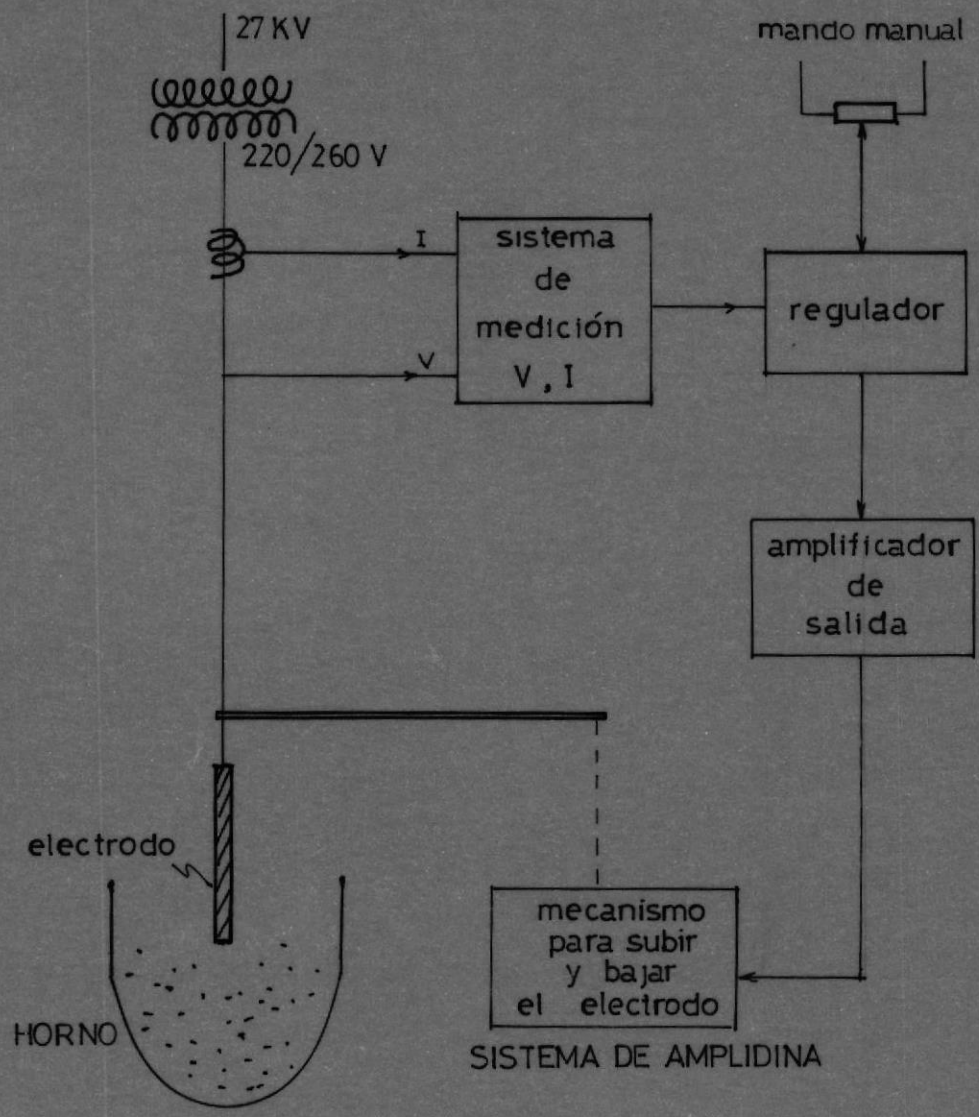 27 KV
mando manual
220/260 V
I
sistema
de
medición
V , I
regulador
V
amplificador
de
salida
electrodo
mecanismo
para subir
y bajar
el electrodo
HORNO
SISTEMA DE AMPLIDINA